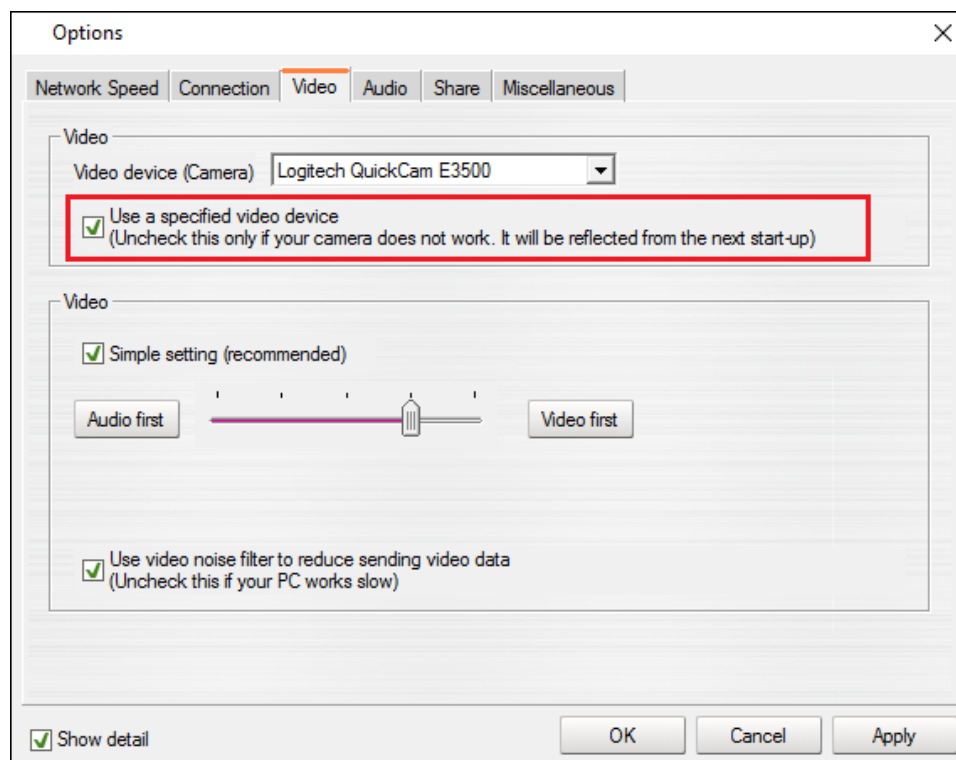 Options
Network Speed Connection Video Audio Share Miscellaneous
Video
Video device (Camera) Logitech QuickCam E3500
Use a specified video device
(Uncheck this only if your camera does not work. It will be reflected from the next start-up)
Video
Simple setting (recommended)
Audio first Video first
Use video noise filter to reduce sending video data
(Uncheck this if your PC works slow)
Show detail OK Cancel Apply